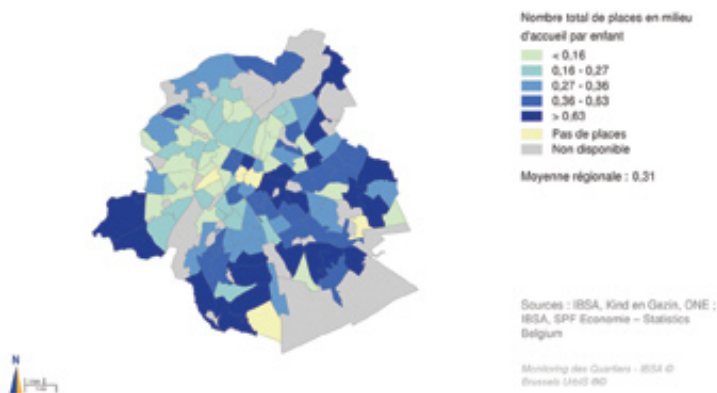 Nombre total de places en milieu
d'accueil par enfant
< 0,16
0,16 - 0,27
0,27 - 0,36
0,36 - 0,63
> 0,63
Pas de places
Non disponible
Moyenne régionale : 0,31
Sources : IBSA, Kind en Gezin, ONE ;
IBSA, SPF Economie – Statistics
Belgium
Monitoring des Quartiers - IBSA ©
Brussels UrbIS ®©
N